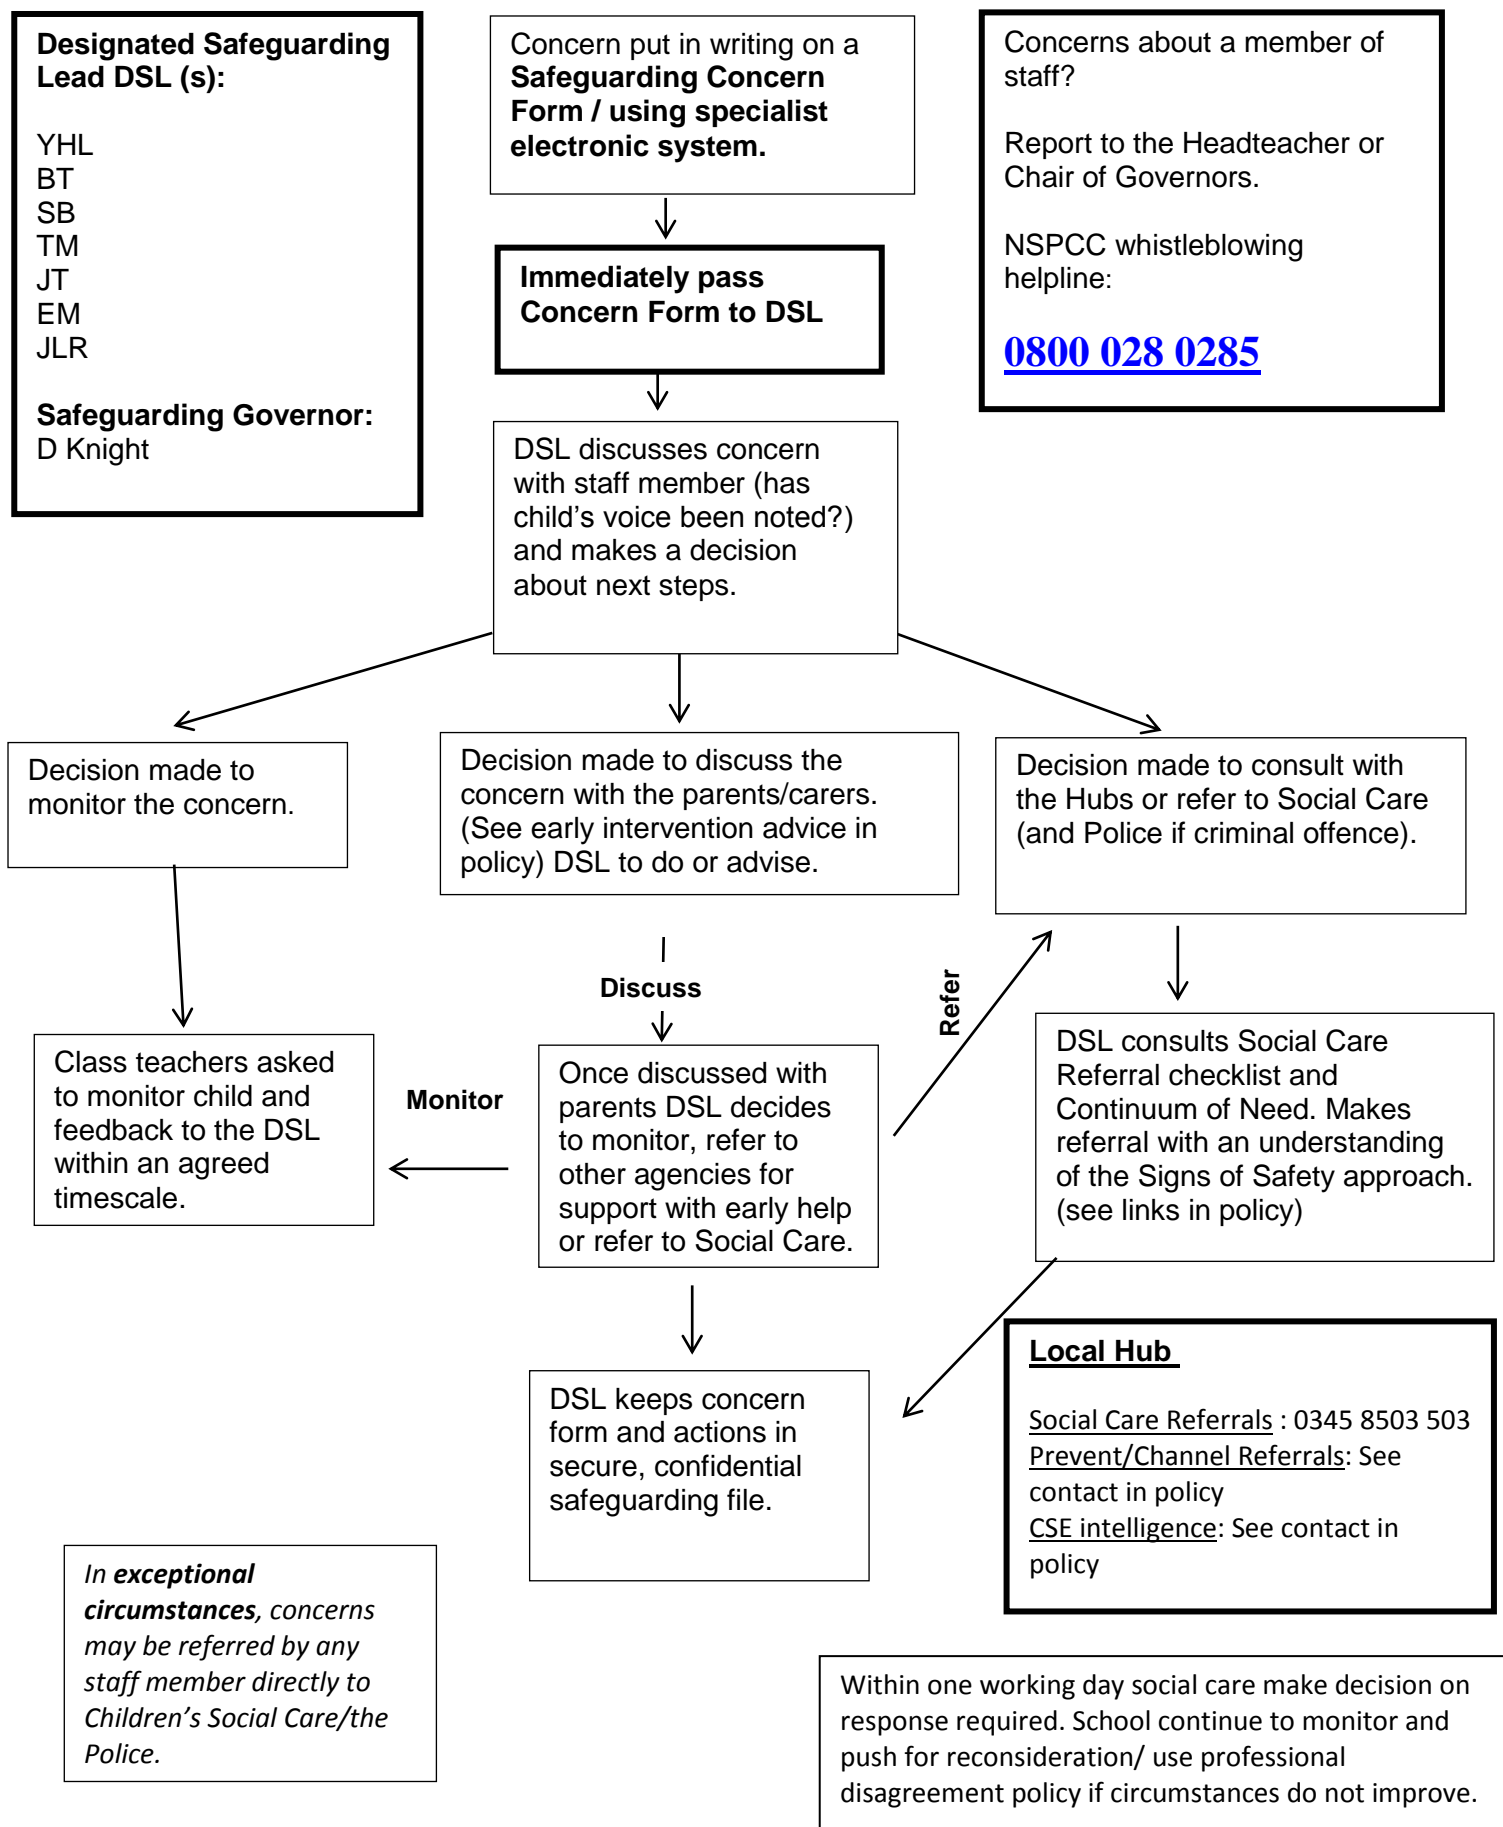 Designated Safeguarding
Lead DSL (s):
YHL
BT
SB
TM
JT
EM
JLR
Safeguarding Governor:
D Knight
Concern put in writing on a
Safeguarding Concern
Form / using specialist
electronic system.
Concerns about a member of
staff?
Report to the Headteacher or
Chair of Governors.
NSPCC whistleblowing
helpline:
0800 028 0285
Immediately pass
Concern Form to DSL
DSL discusses concern
with staff member (has
child’s voice been noted?)
and makes a decision
about next steps.
Decision made to
monitor the concern.
Decision made to discuss the
concern with the parents/carers.
(See early intervention advice in
policy) DSL to do or advise.
Decision made to consult with
the Hubs or refer to Social Care
(and Police if criminal offence).
Discuss
Refer
Class teachers asked
to monitor child and
feedback to the DSL
within an agreed
timescale.
Monitor
Once discussed with
parents DSL decides
to monitor, refer to
other agencies for
support with early help
or refer to Social Care.
DSL consults Social Care
Referral checklist and
Continuum of Need. Makes
referral with an understanding
of the Signs of Safety approach.
(see links in policy)
DSL keeps concern
form and actions in
secure, confidential
safeguarding file.
Local Hub
Social Care Referrals : 0345 8503 503
Prevent/Channel Referrals: See
contact in policy
CSE intelligence: See contact in
policy
In exceptional
circumstances, concerns
may be referred by any
staff member directly to
Children’s Social Care/the
Police.
Within one working day social care make decision on
response required. School continue to monitor and
push for reconsideration/ use professional
disagreement policy if circumstances do not improve.